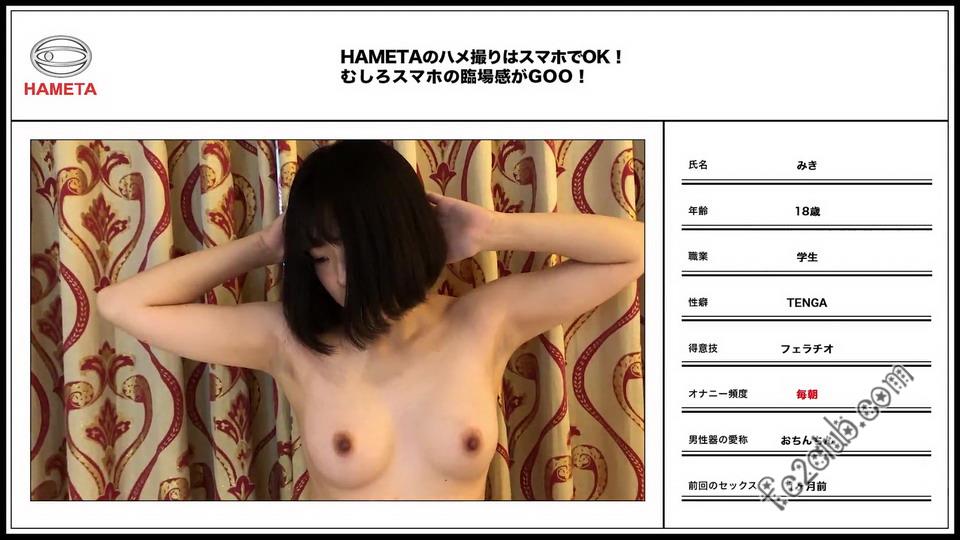 HAMETA
HAMETAのハメ撮りはスマホでOK!
むしろスマホの臨場感がGOO!
氏名 みき
年齢 18歳
職業 学生
性癖 TENGA
得意技 フェラチオ
オナニー頻度 毎朝
男性器の愛称
前回のセックス 月前
fc2club.com